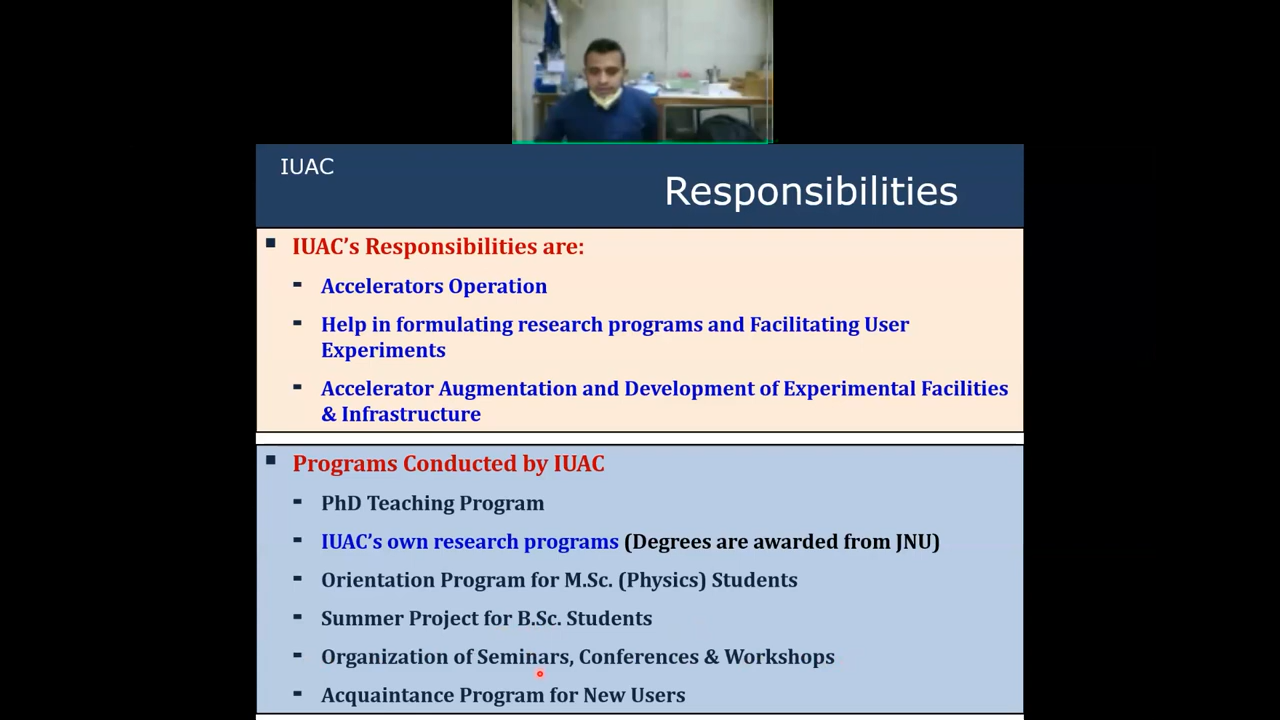 IUAC
Responsibilities
▪ IUAC's Responsibilities are:
- Accelerators Operation
- Help in formulating research programs and Facilitating User
Experiments
- Accelerator Augmentation and Development of Experimental Facilities
& Infrastructure
▪ Programs Conducted by IUAC
- PhD Teaching Program
- IUAC's own research programs (Degrees are awarded from JNU)
- Orientation Program for M.Sc. (Physics) Students
- Summer Project for B.Sc. Students
- Organization of Seminars, Conferences & Workshops
- Acquaintance Program for New Users